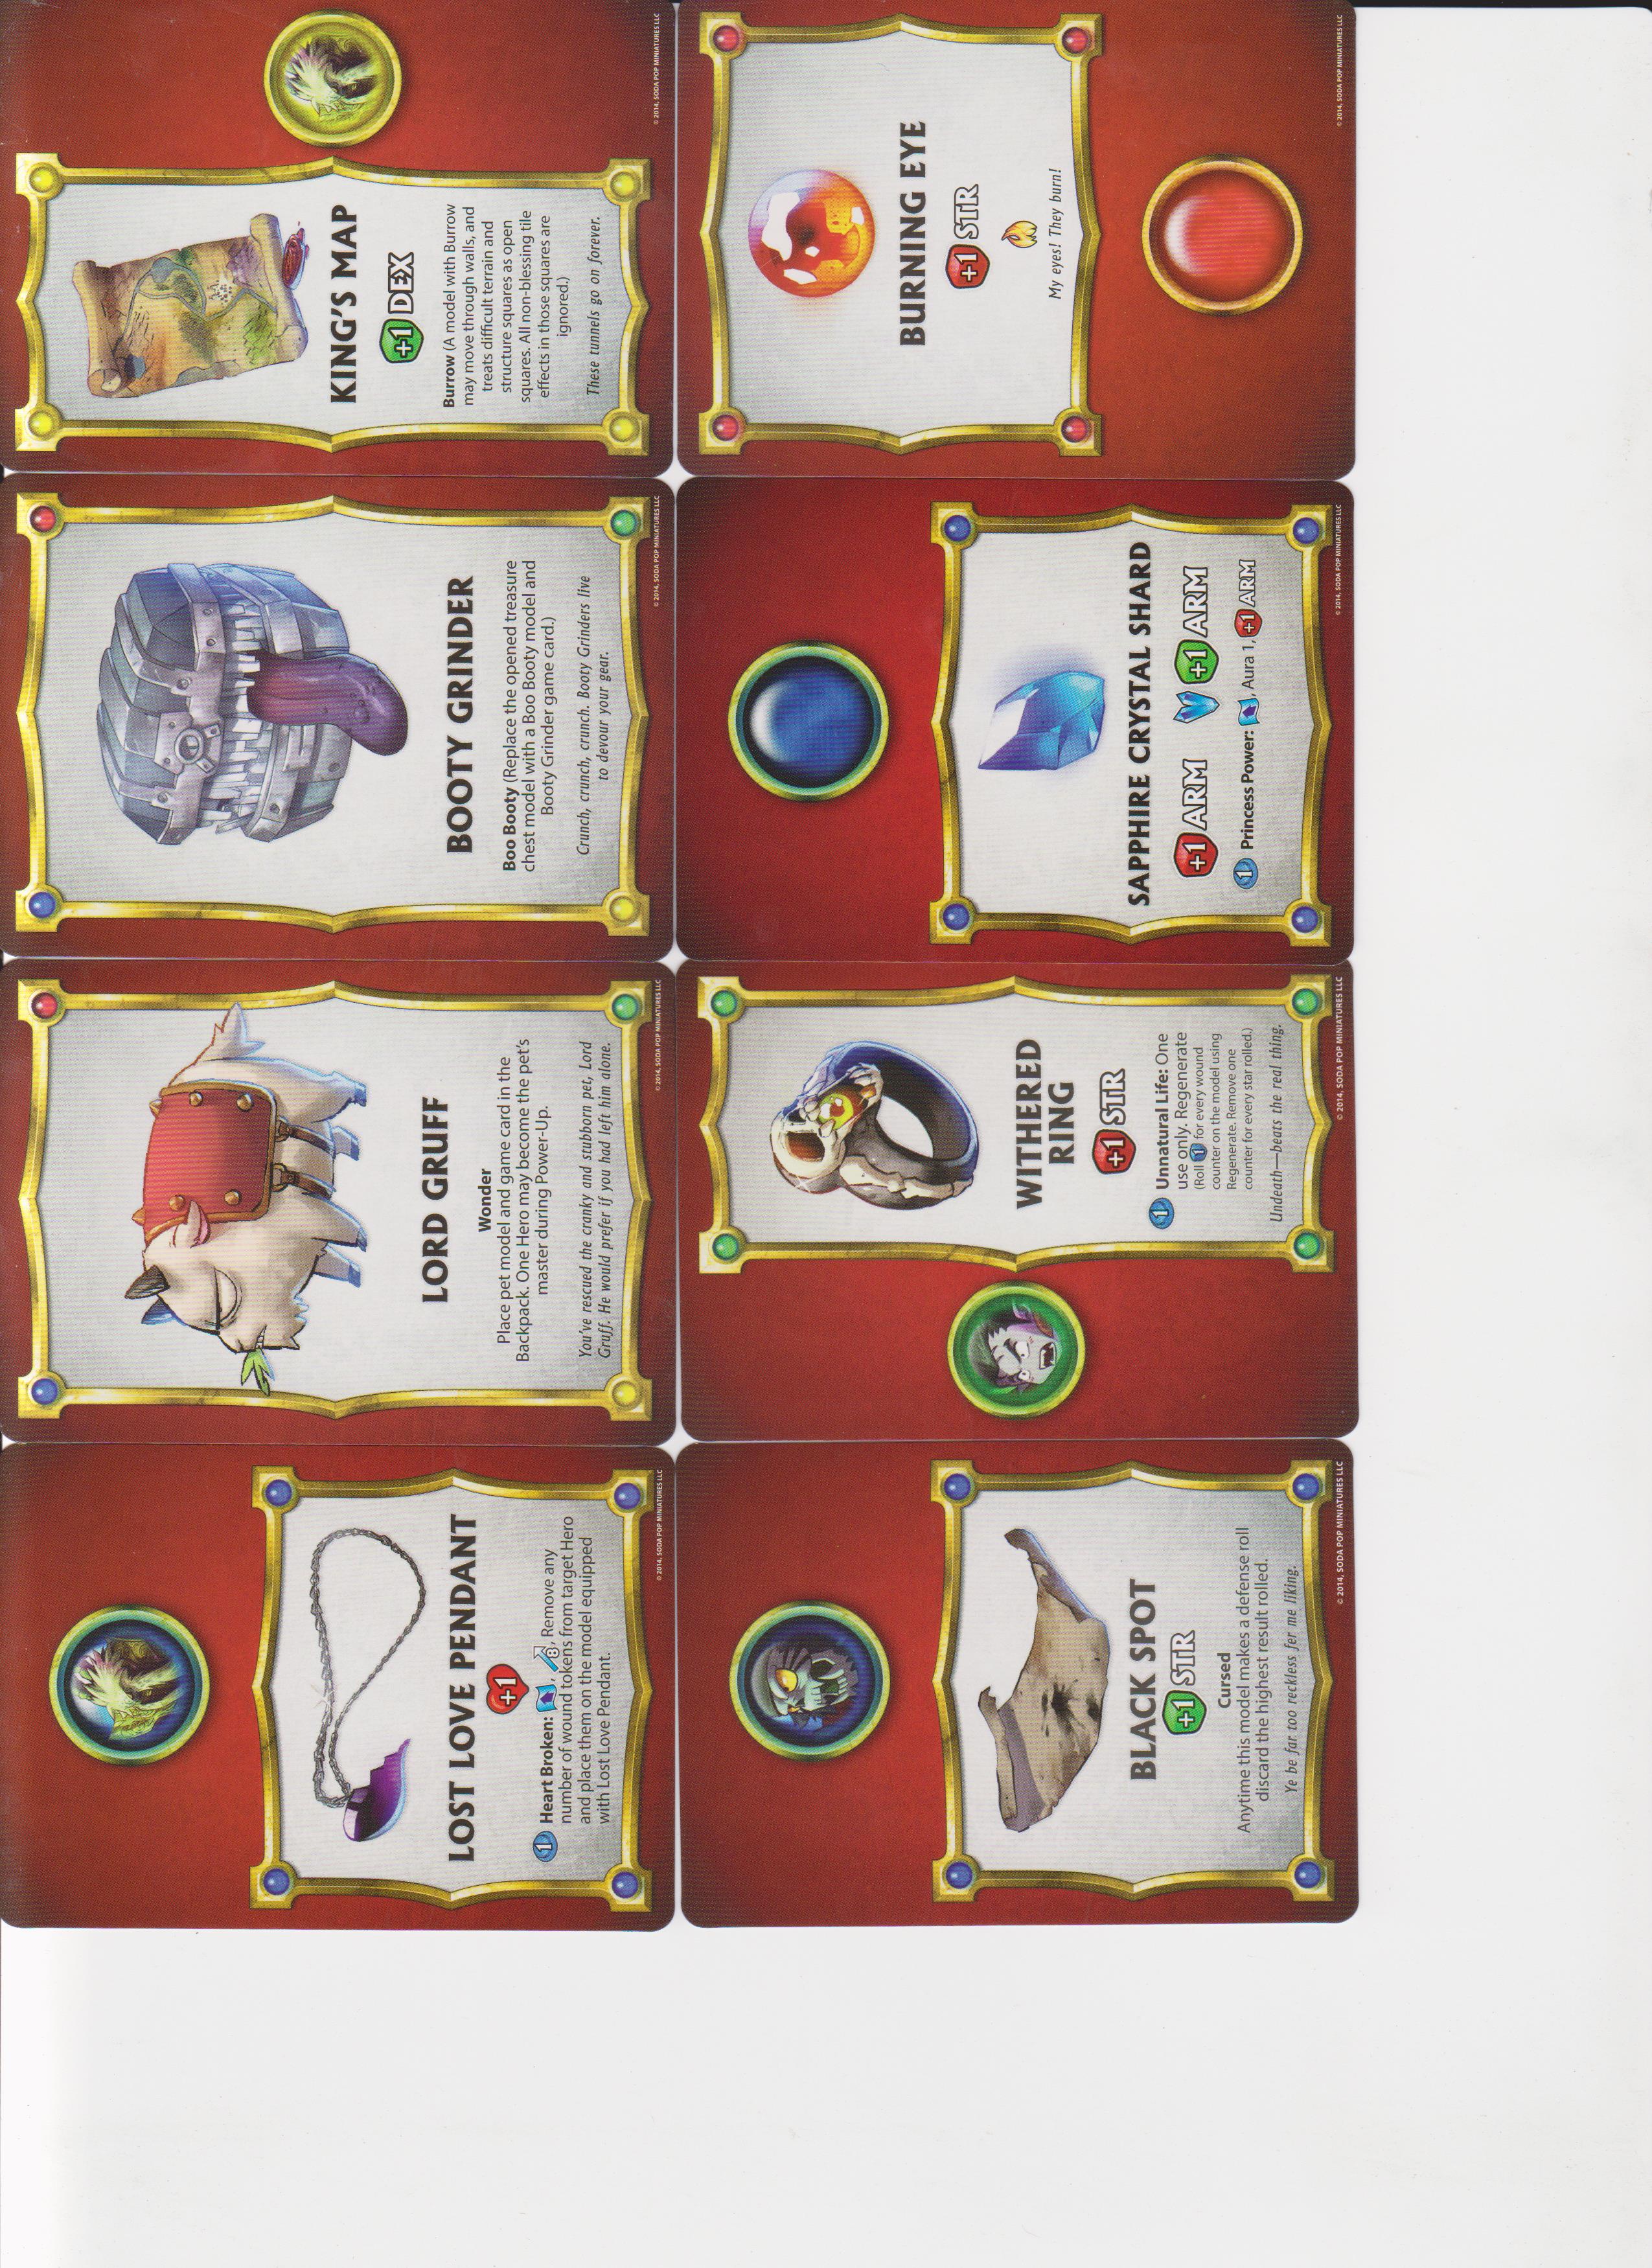 LOST LOVE PENDANT
+1
1 Heart Broken: , 8, Remove any
number of wound tokens from target Hero
and place them on the model equipped
with Lost Love Pendant.
© 2014, SODA POP MINIATURES LLC
LORD GRUFF
Wonder
Place pet model and game card in the
Backpack. One Hero may become the pet's
master during Power-Up.
You've rescued the cranky and stubborn pet, Lord
Gruff. He would prefer if you had left him alone.
© 2014, SODA POP MINIATURES LLC
BOOTY GRINDER
Boo Booty (Replace the opened treasure
chest model with a Boo Booty model and
Booty Grinder game card.)
Crunch, crunch, crunch. Booty Grinders live
to devour your gear.
© 2014, SODA POP MINIATURES LLC
KING'S MAP
+1 DEX
Burrow (A model with Burrow
may move through walls, and
treats difficult terrain and
structure squares as open
squares. All non-blessing tile
effects in those squares are
ignored.)
These tunnels go on forever.
© 2014, SODA POP MINIATURES LLC
BLACK SPOT
+1 STR
Cursed
Anytime this model makes a defense roll
discard the highest result rolled.
Ye be far too reckless fer me liking.
© 2014, SODA POP MINIATURES LLC
WITHERED
RING
+1 STR
1 Unnatural Life: One
use only. Regenerate
(Roll 1 for every wound
counter on the model using
Regenerate. Remove one
counter for every star rolled.)
Undeath—beats the real thing.
© 2014, SODA POP MINIATURES LLC
SAPPHIRE CRYSTAL SHARD
+1 ARM +1 ARM
1 Princess Power: , Aura 1, +1 ARM
© 2014, SODA POP MINIATURES LLC
BURNING EYE
+1 STR
My eyes! They burn!
© 2014, SODA POP MINIATURES LLC